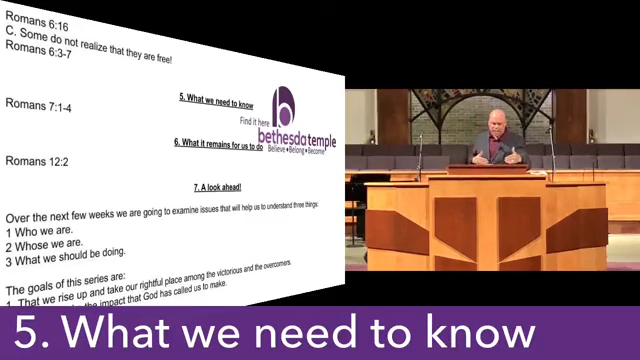 Romans 6:16
C. Some do not realize that they are free!
Romans 6:3-7
5. What we need to know
Find it here
bethesdatemple
Believe•Belong•Become
Romans 7:1-4
6. What it remains for us to do
Romans 12:2
7. A look ahead!
Over the next few weeks we are going to examine issues that will help us to understand three things:
1 Who we are.
2 Whose we are.
3 What we should be doing.
The goals of this series are:
1. That we rise up and take our rightful place among the victorious and the overcomers.
the impact that God has called us to make.
5. What we need to know